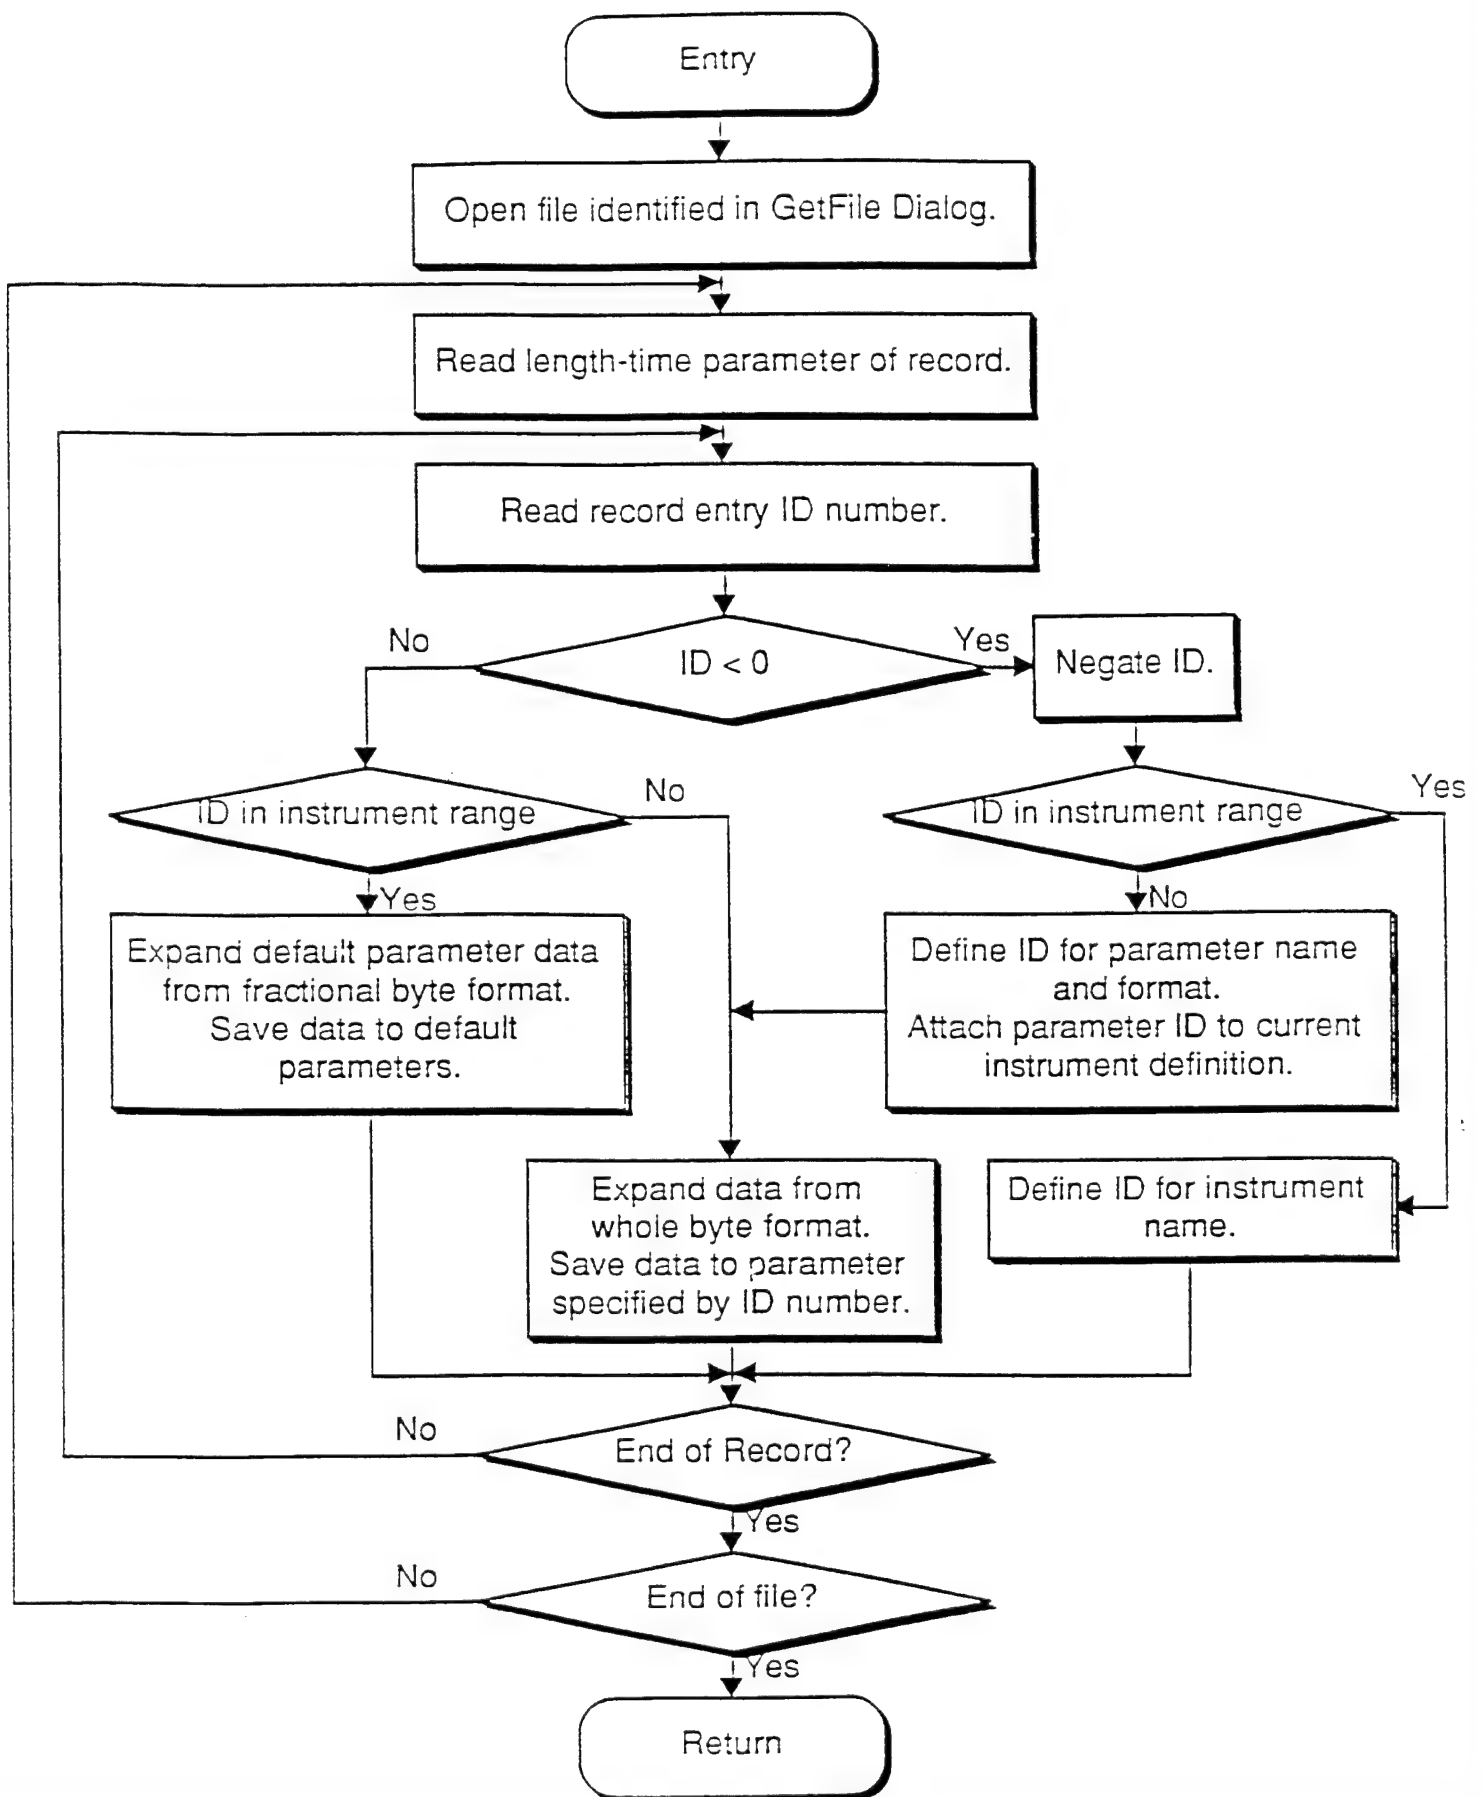 Entry
Open file identified in GetFile Dialog.
Read length-time parameter of record.
Read record entry ID number.
No
ID < 0
Yes
Negate ID.
ID in instrument range
No
ID in instrument range
Yes
Yes
No
Expand default parameter data
from fractional byte format.
Save data to default
parameters.
Define ID for parameter name
and format.
Attach parameter ID to current
instrument definition.
Expand data from
whole byte format.
Save data to parameter
specified by ID number.
Define ID for instrument
name.
No
End of Record?
Yes
No
End of file?
Yes
Return